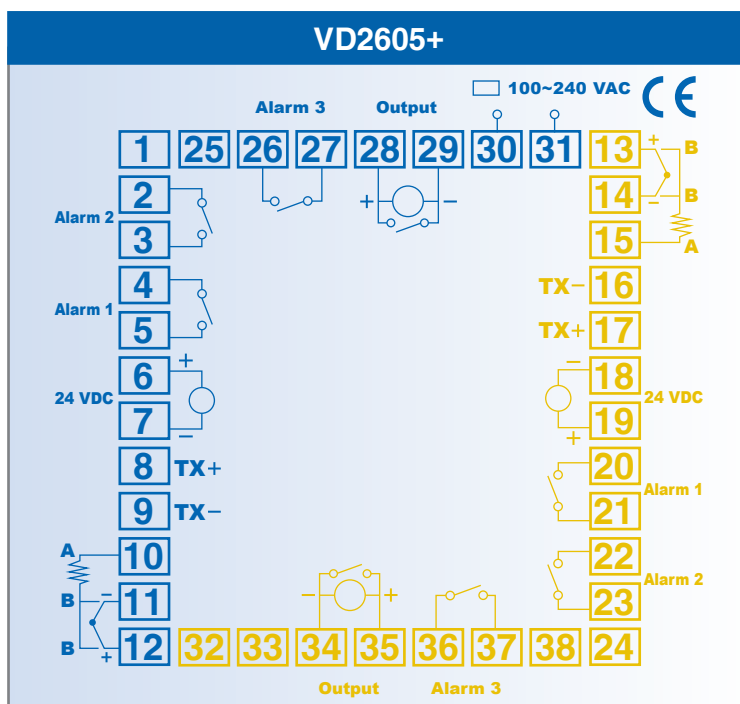 VD2605+
100~240 VAC CE
Alarm 3 Output
1 25 26 27 28 29 30 31 13 + B
2 14 − B
Alarm 2 + −
3 15 A
4 TX− 16
Alarm 1
5 TX+ 17
6 + − 18
24 VDC 24 VDC
7 − + 19
8 TX+ 20
Alarm 1
9 TX− 21
A 10 22
Alarm 2
B 11 − − + 23
B 12 + 32 33 34 35 36 37 38 24
Output Alarm 3